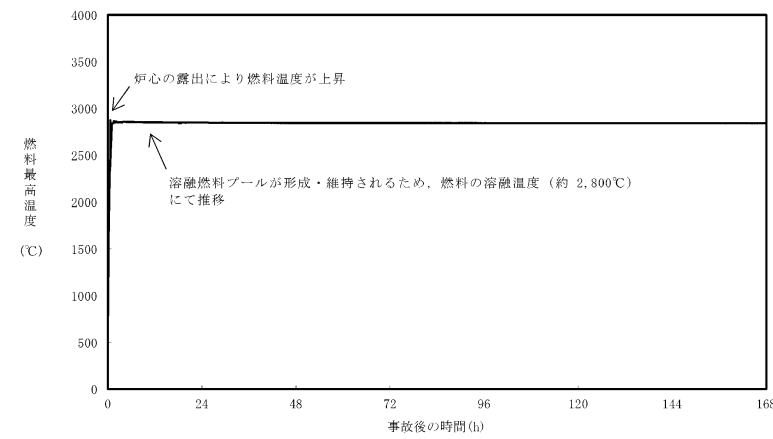 4000
3500
3000
2500
2000
1500
1000
500
0
燃料最高温度
(℃)
炉心の露出により燃料温度が上昇
溶融燃料プールが形成・維持されるため，燃料の溶融温度（約 2,800℃）
にて推移
0 24 48 72 96 120 144 168
事故後の時間(h)